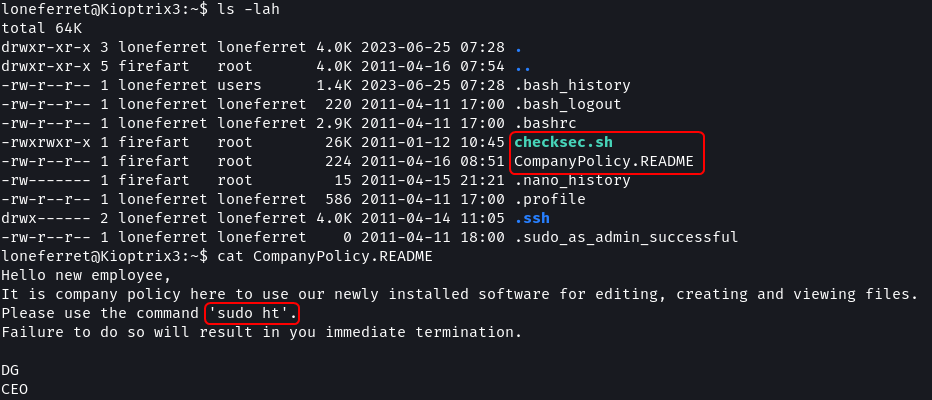 loneferret@Kioptrix3:~$ ls -lah
total 64K
drwxr-xr-x 3 loneferret loneferret 4.0K 2023-06-25 07:28 .
drwxr-xr-x 5 firefart   root       4.0K 2011-04-16 07:54 ..
-rw-r--r-- 1 loneferret users      1.4K 2023-06-25 07:28 .bash_history
-rw-r--r-- 1 loneferret loneferret  220 2011-04-11 17:00 .bash_logout
-rw-r--r-- 1 loneferret loneferret 2.9K 2011-04-11 17:00 .bashrc
-rwxrwxr-x 1 firefart   root        26K 2011-01-12 10:45 checksec.sh
-rw-r--r-- 1 firefart   root        224 2011-04-16 08:51 CompanyPolicy.README
-rw------- 1 firefart   root         15 2011-04-15 21:21 .nano_history
-rw-r--r-- 1 loneferret loneferret  586 2011-04-11 17:00 .profile
drwx------ 2 loneferret loneferret 4.0K 2011-04-14 11:05 .ssh
-rw-r--r-- 1 loneferret loneferret    0 2011-04-11 18:00 .sudo_as_admin_successful
loneferret@Kioptrix3:~$ cat CompanyPolicy.README
Hello new employee,
It is company policy here to use our newly installed software for editing, creating and viewing files.
Please use the command 'sudo ht'.
Failure to do so will result in you immediate termination.

DG
CEO